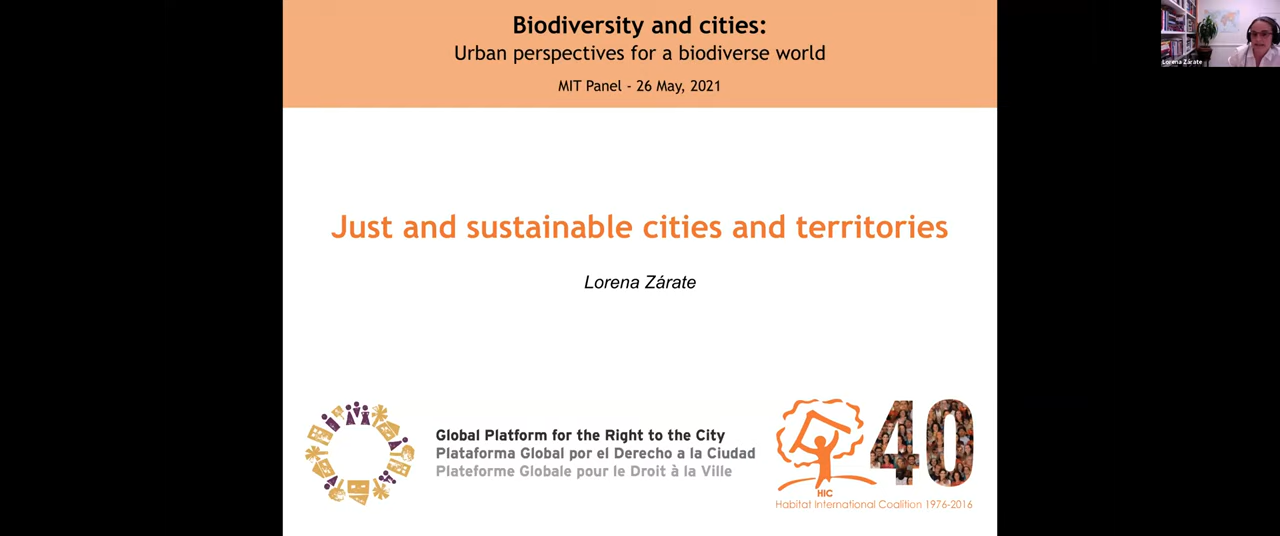 Biodiversity and cities:
Urban perspectives for a biodiverse world
MIT Panel - 26 May, 2021
Lorena Zárate
Just and sustainable cities and territories
Lorena Zárate
Global Platform for the Right to the City
Plataforma Global por el Derecho a la Ciudad
Plateforme Globale pour le Droit à la Ville
40
HIC
Habitat International Coalition 1976-2016